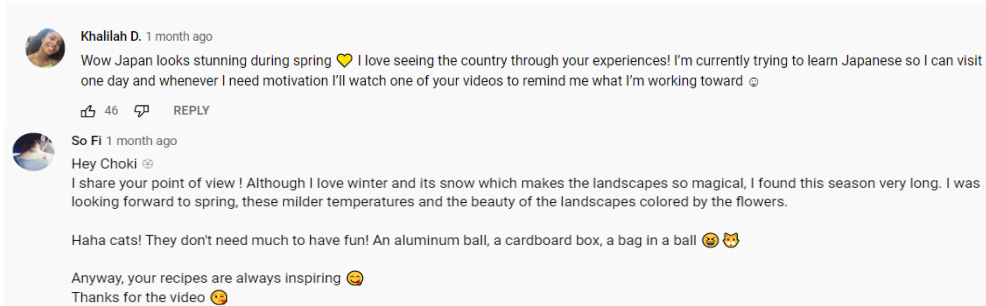 Khalilah D. 1 month ago
Wow Japan looks stunning during spring 💛 I love seeing the country through your experiences! I’m currently trying to learn Japanese so I can visit
one day and whenever I need motivation I’ll watch one of your videos to remind me what I’m working toward ☺
46 REPLY
So Fi 1 month ago
Hey Choki 🏵
I share your point of view ! Although I love winter and its snow which makes the landscapes so magical, I found this season very long. I was
looking forward to spring, these milder temperatures and the beauty of the landscapes colored by the flowers.
Haha cats! They don't need much to have fun! An aluminum ball, a cardboard box, a bag in a ball 😆🐱
Anyway, your recipes are always inspiring 😋
Thanks for the video 😘